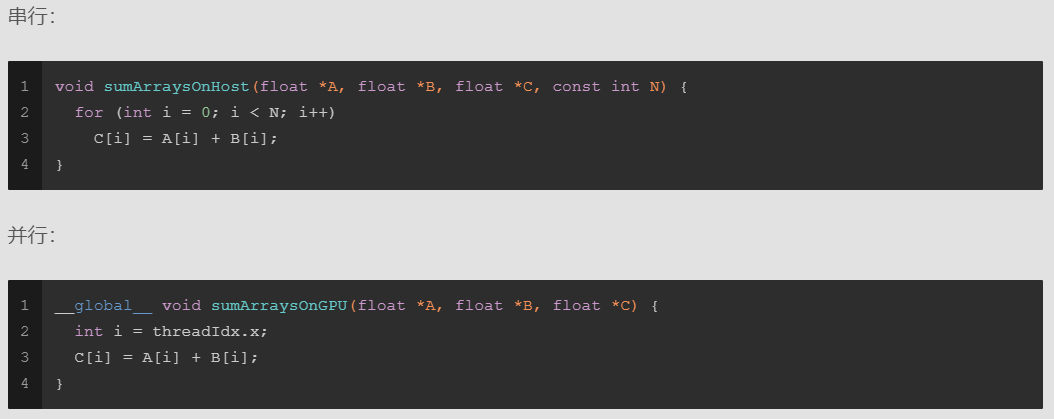 串行：
1 void sumArraysOnHost(float *A, float *B, float *C, const int N) {
2   for (int i = 0; i < N; i++)
3     C[i] = A[i] + B[i];
4 }
并行：
1 __global__ void sumArraysOnGPU(float *A, float *B, float *C) {
2   int i = threadIdx.x;
3   C[i] = A[i] + B[i];
4 }